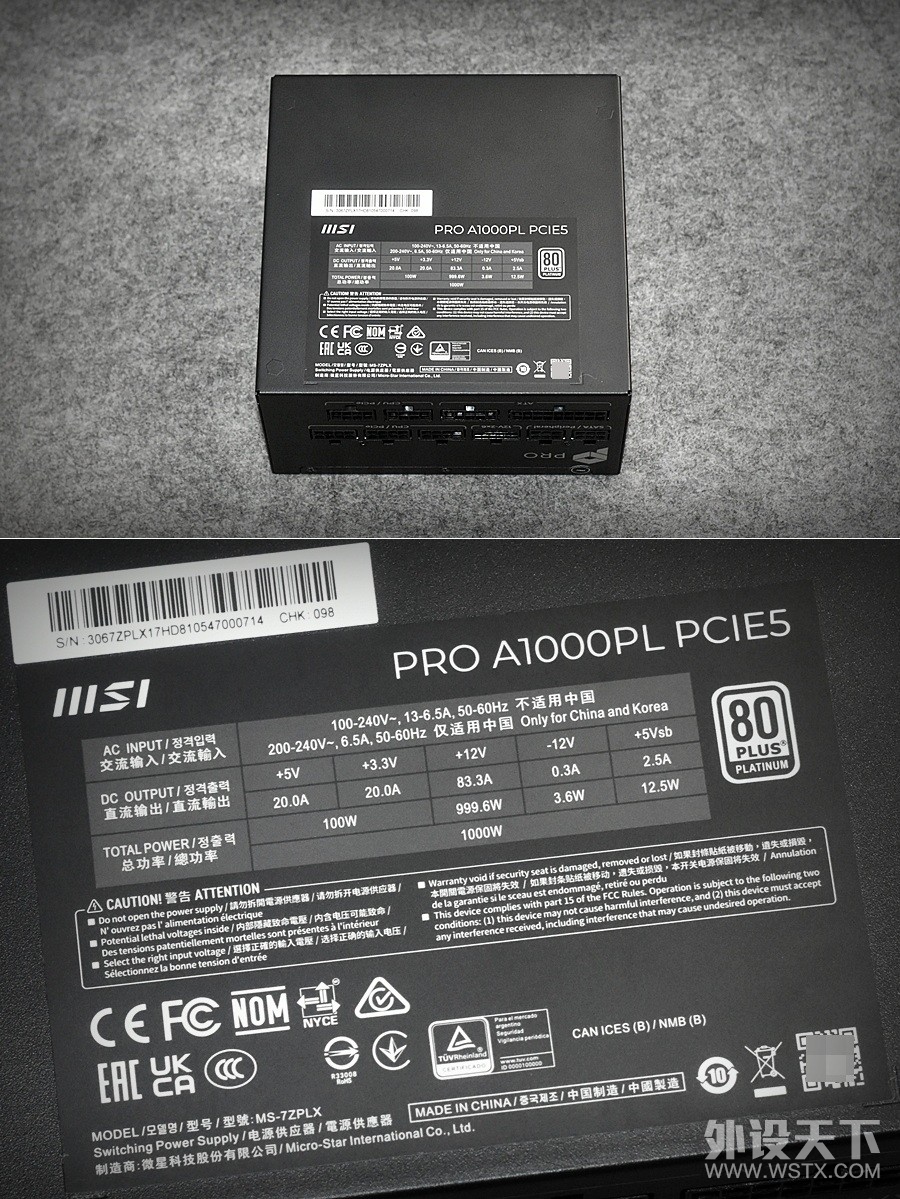 S/N : 3067ZPLX17HD810547000714 CHK : 098
msi
PRO A1000PL PCIE5
AC INPUT / 정격입력
交流输入 / 交流輸入
100-240V~, 13-6.5A, 50-60Hz 不适用中国
200-240V~, 6.5A, 50-60Hz 仅适用中国 Only for China and Korea
DC OUTPUT / 정격출력
直流输出 / 直流輸出
+5V +3.3V +12V -12V +5Vsb
20.0A 20.0A 83.3A 0.3A 2.5A
TOTAL POWER / 정출력
总功率 / 總功率
100W 999.6W 3.6W 12.5W
1000W
80
PLUS®
PLATINUM
CAUTION! 警告 ATTENTION
Do not open the power supply / 請勿拆開電源供應器 / 请勿拆开电源供应器 /
N' ouvrez pas l' alimentation électrique
Potential lethal voltages inside / 內部隱藏致命電壓 / 内含电压可能致命 /
Des tensions patentiellement mortelles sont présentes à l'intérieur
Select the right input voltage / 選擇正確的輸入電壓 / 选择正确的输入电压 /
Sélectionnez la bonne tension d'entrée
Warranty void if security seal is damaged, removed or lost / 如果封條貼紙被移動，遺失或損毀，
本開關電源保固將失效 / 如果封条贴纸被移动，遗失或损毁，本开关电源保固将失效 / Annulation
de la garantie si le sceau est endommagé, retiré ou perdu
This device complies with part 15 of the FCC Rules. Operation is subject to the following two
conditions: (1) this device may not cause harmful interference, and (2) this device must accept
any interference received, including interference that may cause undesired operation.
CE FC NOM NYCE
EAC UK CA CCC
R33008
RoHS
TÜVRheinland
CERTIFICADO
Para el mercado
argentino
Seguridad
Vigilancia periódica
www.tuv.com
ID 0000100000
CAN ICES (B) / NMB (B)
10
MODEL /모델명 / 型号 / 型號: MS-7ZPLX
Switching Power Supply / 电源供应器 / 電源供應器
制造商: 微星科技股份有限公司 / Micro-Star International Co., Ltd.
MADE IN CHINA / 중국제조 / 中国制造 / 中國製造
外设天下
WWW.WSTX.COM